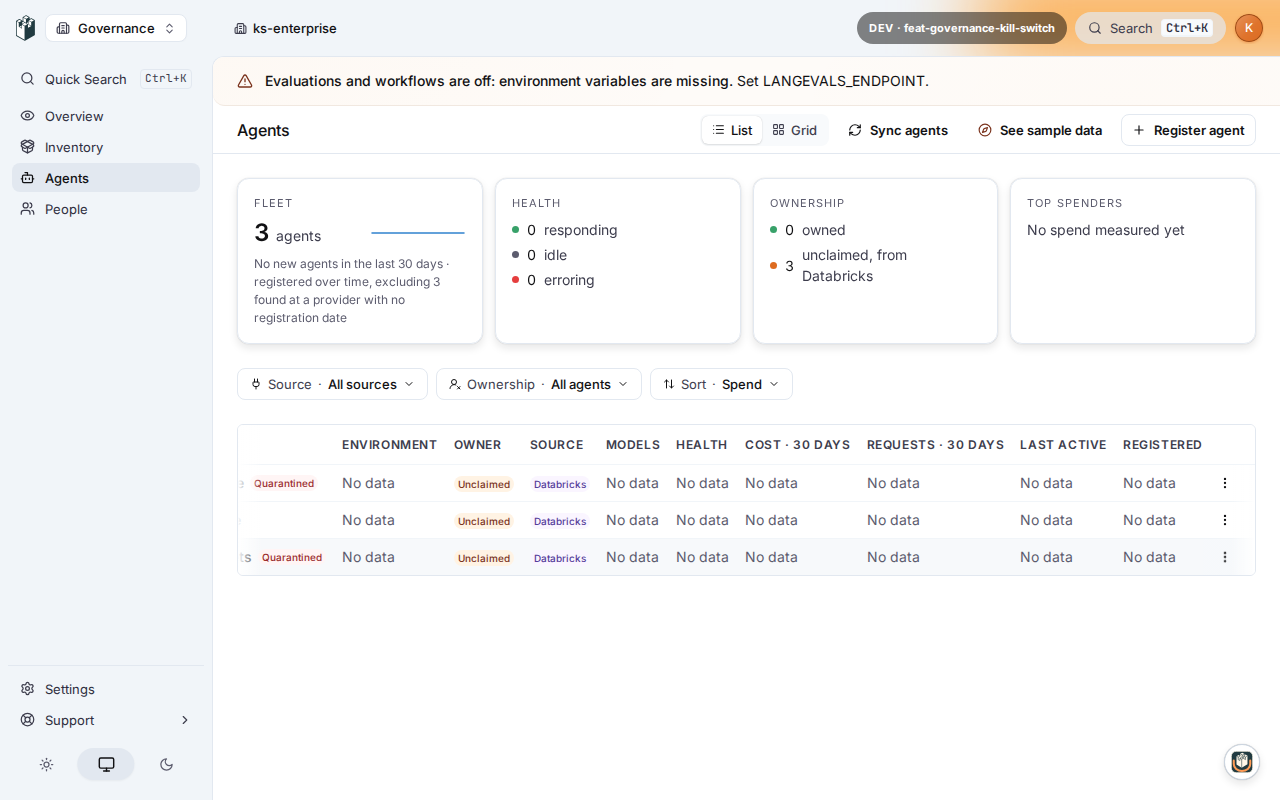 Governance
ks-enterprise
DEV · feat-governance-kill-switch
Search Ctrl+K
K
Quick Search Ctrl+K
Overview
Inventory
Agents
People
Settings
Support
Evaluations and workflows are off: environment variables are missing. Set LANGEVALS_ENDPOINT.
Agents
List
Grid
Sync agents
See sample data
Register agent
FLEET
3 agents
No new agents in the last 30 days ·
registered over time, excluding 3
found at a provider with no
registration date
HEALTH
0 responding
0 idle
0 erroring
OWNERSHIP
0 owned
3 unclaimed, from
Databricks
TOP SPENDERS
No spend measured yet
Source · All sources
Ownership · All agents
Sort · Spend
ENVIRONMENT OWNER SOURCE MODELS HEALTH COST · 30 DAYS REQUESTS · 30 DAYS LAST ACTIVE REGISTERED
Quarantined No data Unclaimed Databricks No data No data No data No data No data No data
No data Unclaimed Databricks No data No data No data No data No data No data
ts Quarantined No data Unclaimed Databricks No data No data No data No data No data No data